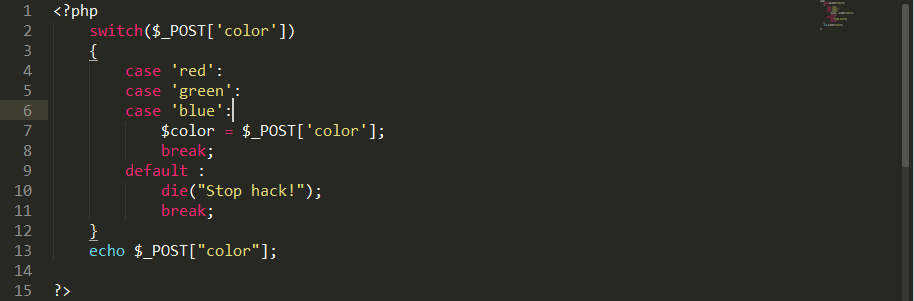 1 <?php
2 switch($_POST['color'])
3 {
4 case 'red':
5 case 'green':
6 case 'blue':
7 $color = $_POST['color'];
8 break;
9 default :
10 die("Stop hack!");
11 break;
12 }
13 echo $_POST["color"];
14
15 ?>